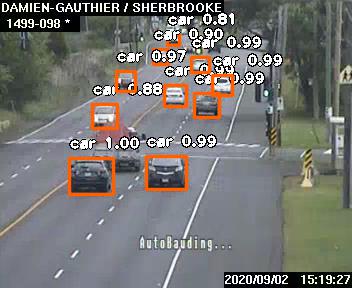 DAMIEN-GAUTHIER / SHERBROOKE
1499-098 *
car 0.81
car 0.90
car 0.99
car 0.97
car 0.99
0.99
car 0.99
car 0.88
car 1.00
car 0.99
AutoBauding...
2020/09/02 15:19:27